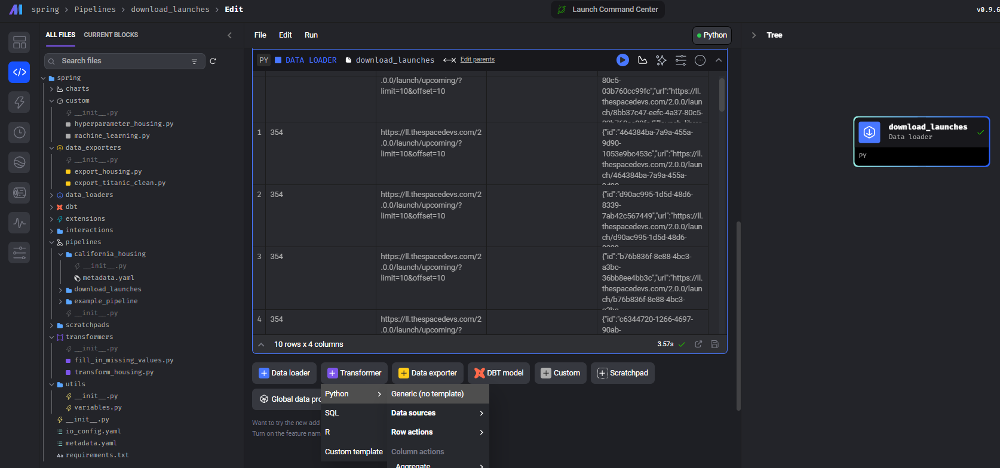 spring > Pipelines > download_launches > Edit
Launch Command Center
v0.9.6
ALL FILES CURRENT BLOCKS
Search files
spring
charts
custom
__init__.py
hyperparameter_housing.py
machine_learning.py
data_exporters
__init__.py
export_housing.py
export_titanic_clean.py
data_loaders
dbt
extensions
interactions
pipelines
california_housing
__init__.py
metadata.yaml
download_launches
example_pipeline
__init__.py
scratchpads
transformers
__init__.py
fill_in_missing_values.py
transform_housing.py
utils
__init__.py
variables.py
__init__.py
io_config.yaml
metadata.yaml
Aa requirements.txt
File Edit Run
Python
PY DATA LOADER download_launches Edit parents
.0.0/launch/upcoming/?
limit=10&offset=10
80c5-
03b760cc99fc","url":"https://ll.
thespacedevs.com/2.0.0/laun
ch/8bb37c47-eefc-4a37-80c5-
1 354
https://ll.thespacedevs.com/2
.0.0/launch/upcoming/?
limit=10&offset=10
{"id":"464384ba-7a9a-455a-
9d90-
1053e9bc453c","url":"https://ll.
thespacedevs.com/2.0.0/laun
ch/464384ba-7a9a-455a-
2 354
https://ll.thespacedevs.com/2
.0.0/launch/upcoming/?
limit=10&offset=10
{"id":"d90ac995-1d5d-48d6-
8339-
7ab42c567449","url":"https://ll.
thespacedevs.com/2.0.0/laun
ch/d90ac995-1d5d-48d6-
3 354
https://ll.thespacedevs.com/2
.0.0/launch/upcoming/?
limit=10&offset=10
{"id":"b76b836f-8e88-4bc3-
a3bc-
36bb8ee4bb3c","url":"https://ll.
thespacedevs.com/2.0.0/laun
ch/b76b836f-8e88-4bc3-
4 354
https://ll.thespacedevs.com/2
.0.0/launch/upcoming/?
{"id":"c6344720-1266-4697-
90ab-
10 rows x 4 columns
3.57s
Data loader
Transformer
Data exporter
DBT model
Custom
Scratchpad
Global data pro
Want to try the new add
Turn on the feature nam
Python
SQL
R
Custom template
Generic (no template)
Data sources
Row actions
Column actions
Aggregate
Tree
download_launches
Data loader
PY